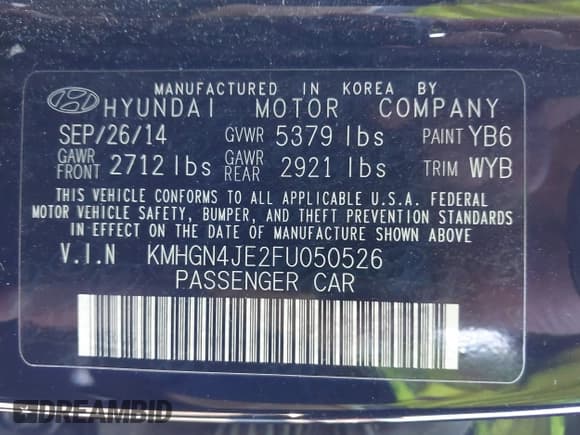 MANUFACTURED IN KOREA BY
HYUNDAI MOTOR COMPANY
SEP/26/14 GVWR 5379 lbs PAINT YB6
GAWR FRONT 2712 lbs GAWR REAR 2921 lbs TRIM WYB
THIS VEHICLE CONFORMS TO ALL APPLICABLE U.S.A. FEDERAL
MOTOR VEHICLE SAFETY, BUMPER, AND THEFT PREVENTION STANDARDS
IN EFFECT ON THE DATE OF MANUFACTURE SHOWN ABOVE
V.I.N KMHGN4JE2FU050526
PASSENGER CAR
DREAMBID